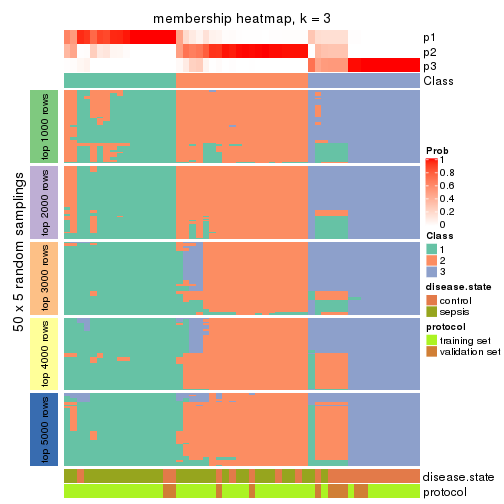 membership heatmap, k = 3
p1
p2
p3
Class
50 x 5 random samplings
top 1000 rows
top 2000 rows
top 3000 rows
top 4000 rows
top 5000 rows
disease.state
protocol
Prob
1
0.8
0.6
0.4
0.2
0
Class
1
2
3
disease.state
control
sepsis
protocol
training set
validation set